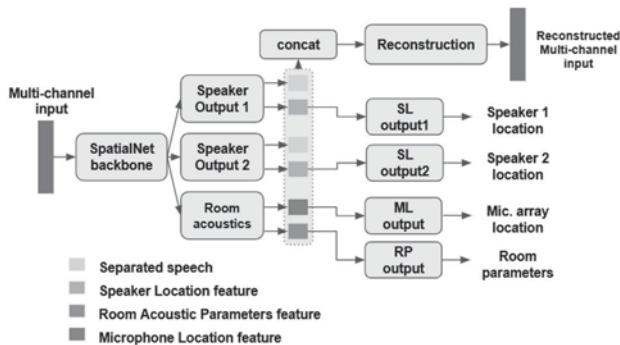 concat
Reconstruction
Reconstructed
Multi-channel
input
Multi-channel
input
SpatialNet
backbone
Speaker
Output 1
Speaker
Output 2
Room
acoustics
SL
output1
SL
output2
ML
output
RP
output
Speaker 1
location
Speaker 2
location
Mic. array
location
Room
parameters
Separated speech
Speaker Location feature
Room Acoustic Parameters feature
Microphone Location feature